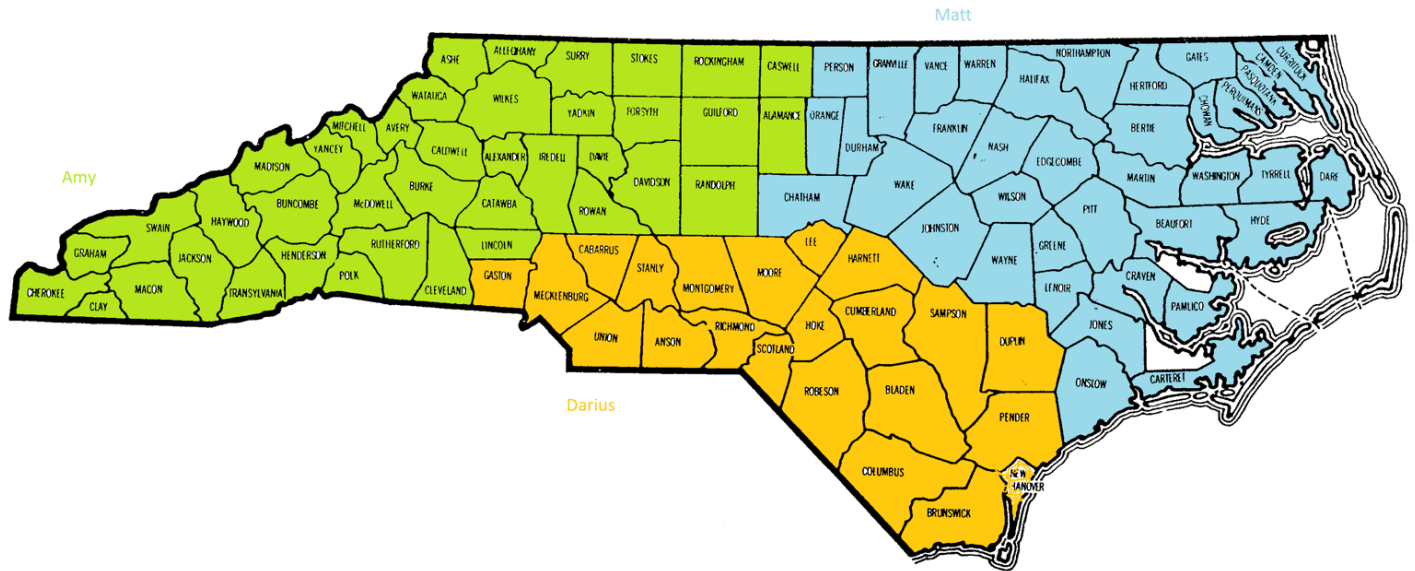 Matt
ASHE
ALLEGHANY
SURRY
STOKES
ROCKINGHAM
CASWELL
PERSON
GRANVILLE
VANCE
WARREN
NORTHAMPTON
HALIFAX
GATES
HERTFORD
CURRITUCK
CAMDEN
PASQUOTANK
PERQUIMANS
CHOWAN
WATAUGA
WILKES
YADKIN
FORSYTH
GUILFORD
ALAMANCE
ORANGE
DURHAM
FRANKLIN
NASH
EDGECOMBE
BERTIE
MITCHELL
AVERY
YANCEY
CALDWELL
ALEXANDER
IREDELL
DAVIE
MADISON
Amy
BUNCOMBE
McDOWELL
BURKE
CATAWBA
ROWAN
DAVIDSON
RANDOLPH
CHATHAM
WAKE
WILSON
MARTIN
WASHINGTON
TYRRELL
DARE
SWAIN
HAYWOOD
GRAHAM
JACKSON
HENDERSON
RUTHERFORD
LINCOLN
CABARRUS
STANLY
LEE
HARNETT
JOHNSTON
PITT
GREENE
WAYNE
BEAUFORT
HYDE
CHEROKEE
CLAY
MACON
TRANSYLVANIA
POLK
CLEVELAND
GASTON
MECKLENBURG
MONTGOMERY
MOORE
LENOIR
CRAVEN
PAMLICO
UNION
ANSON
RICHMOND
SCOTLAND
HOKE
CUMBERLAND
SAMPSON
DUPLIN
JONES
ONSLOW
CARTERET
Darius
ROBESON
BLADEN
PENDER
COLUMBUS
NEW
HANOVER
BRUNSWICK